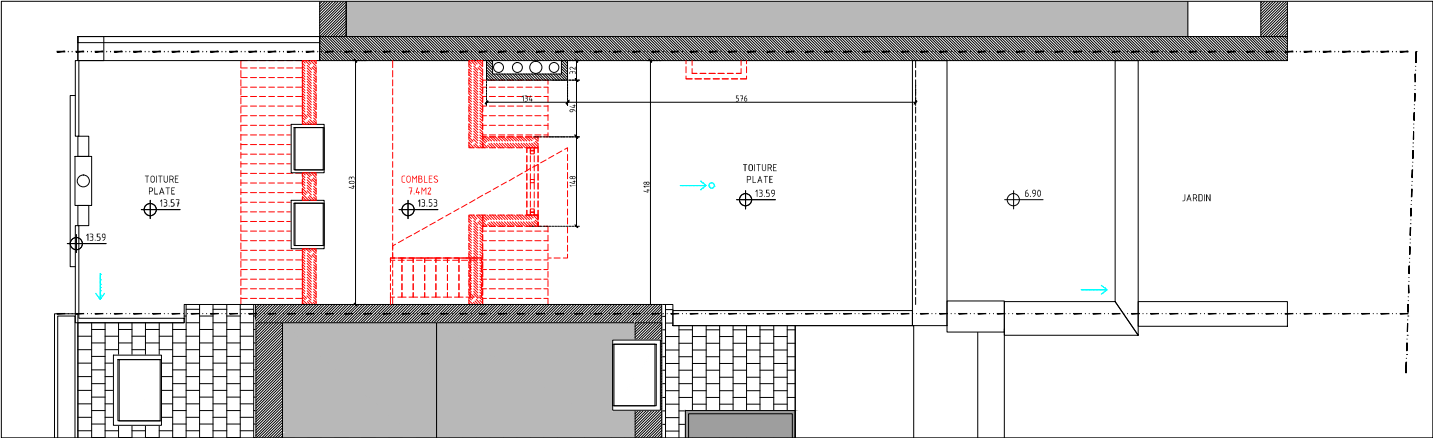 32
134
576
94
TOITURE
PLATE
13.57
403
COMBLES
7.4M2
13.53
148
418
TOITURE
PLATE
13.59
6.90
JARDIN
13.59